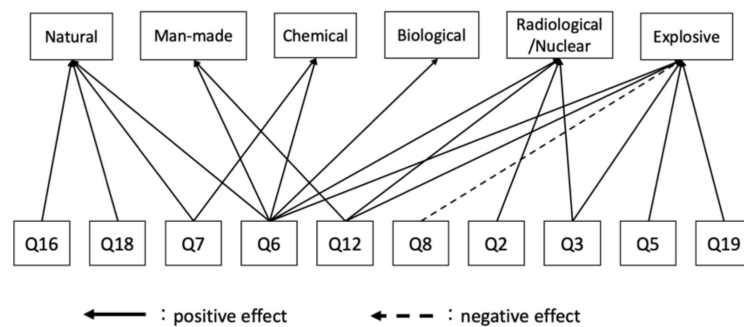 Natural
Man-made
Chemical
Biological
Radiological
/Nuclear
Explosive
Q16
Q18
Q7
Q6
Q12
Q8
Q2
Q3
Q5
Q19
: positive effect
: negative effect